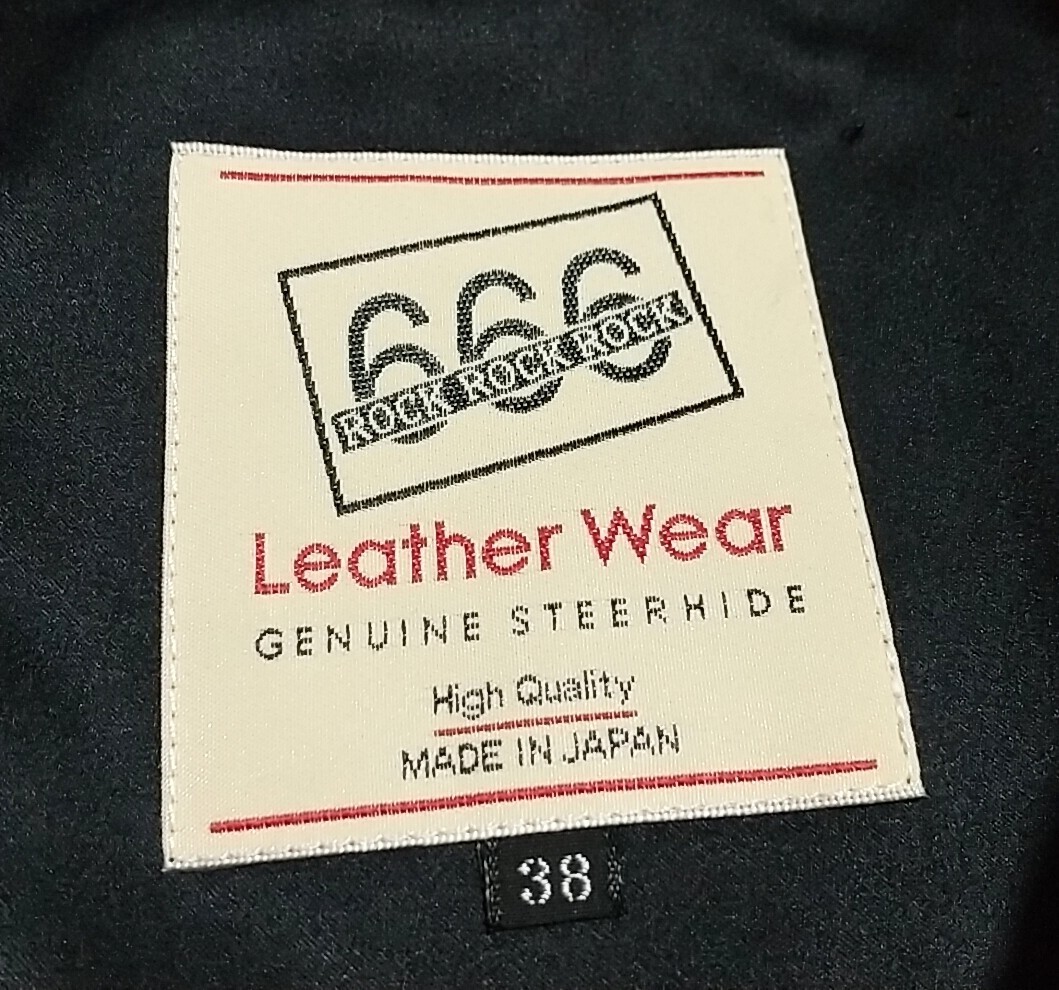 666
ROCK ROCK ROCK
Leather Wear
GENUINE STEERHIDE
High Quality
MADE IN JAPAN
38